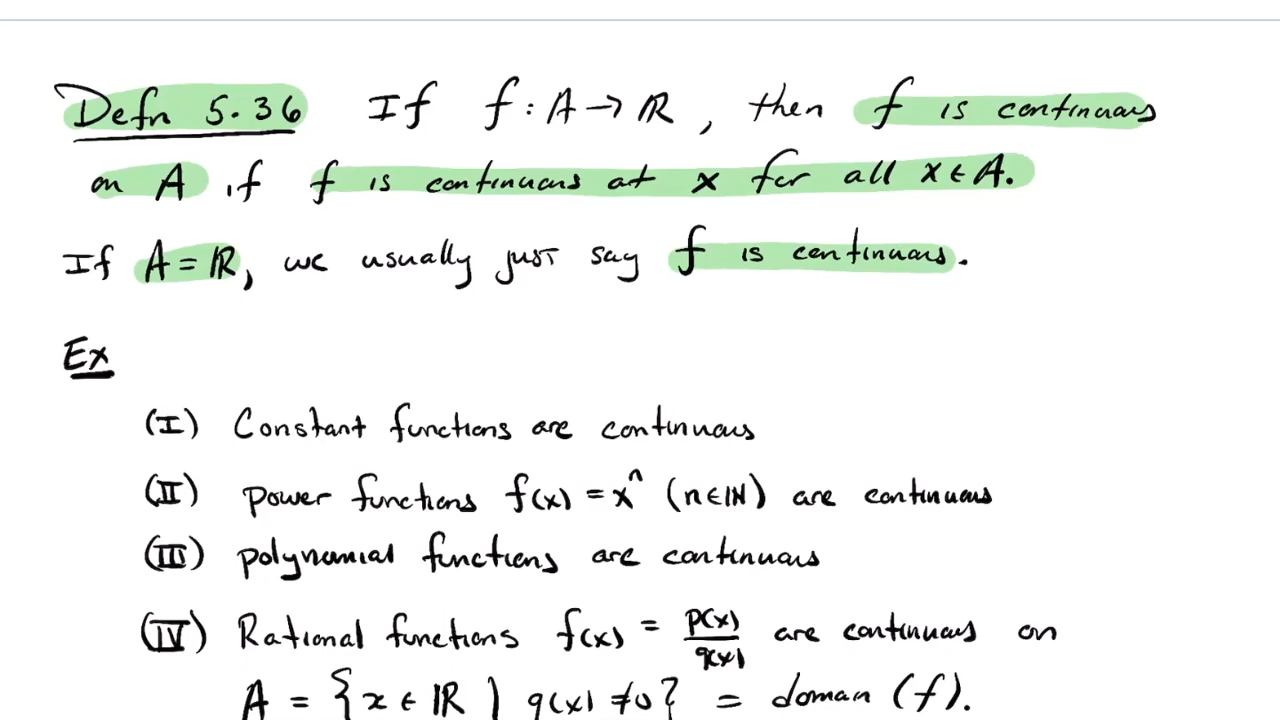 Defn 5.36 If f : A → ℝ, then f is continuous
on A if f is continuous at x for all x ∈ A.
If A = ℝ, we usually just say f is continuous.
Ex
(I) Constant functions are continuous
(II) power functions f(x) = xⁿ (n ∈ ℕ) are continuous
(III) polynomial functions are continuous
(IV) Rational functions f(x) = p(x)/q(x) are continuous on
A = {x ∈ ℝ | q(x) ≠ 0} = doman (f).